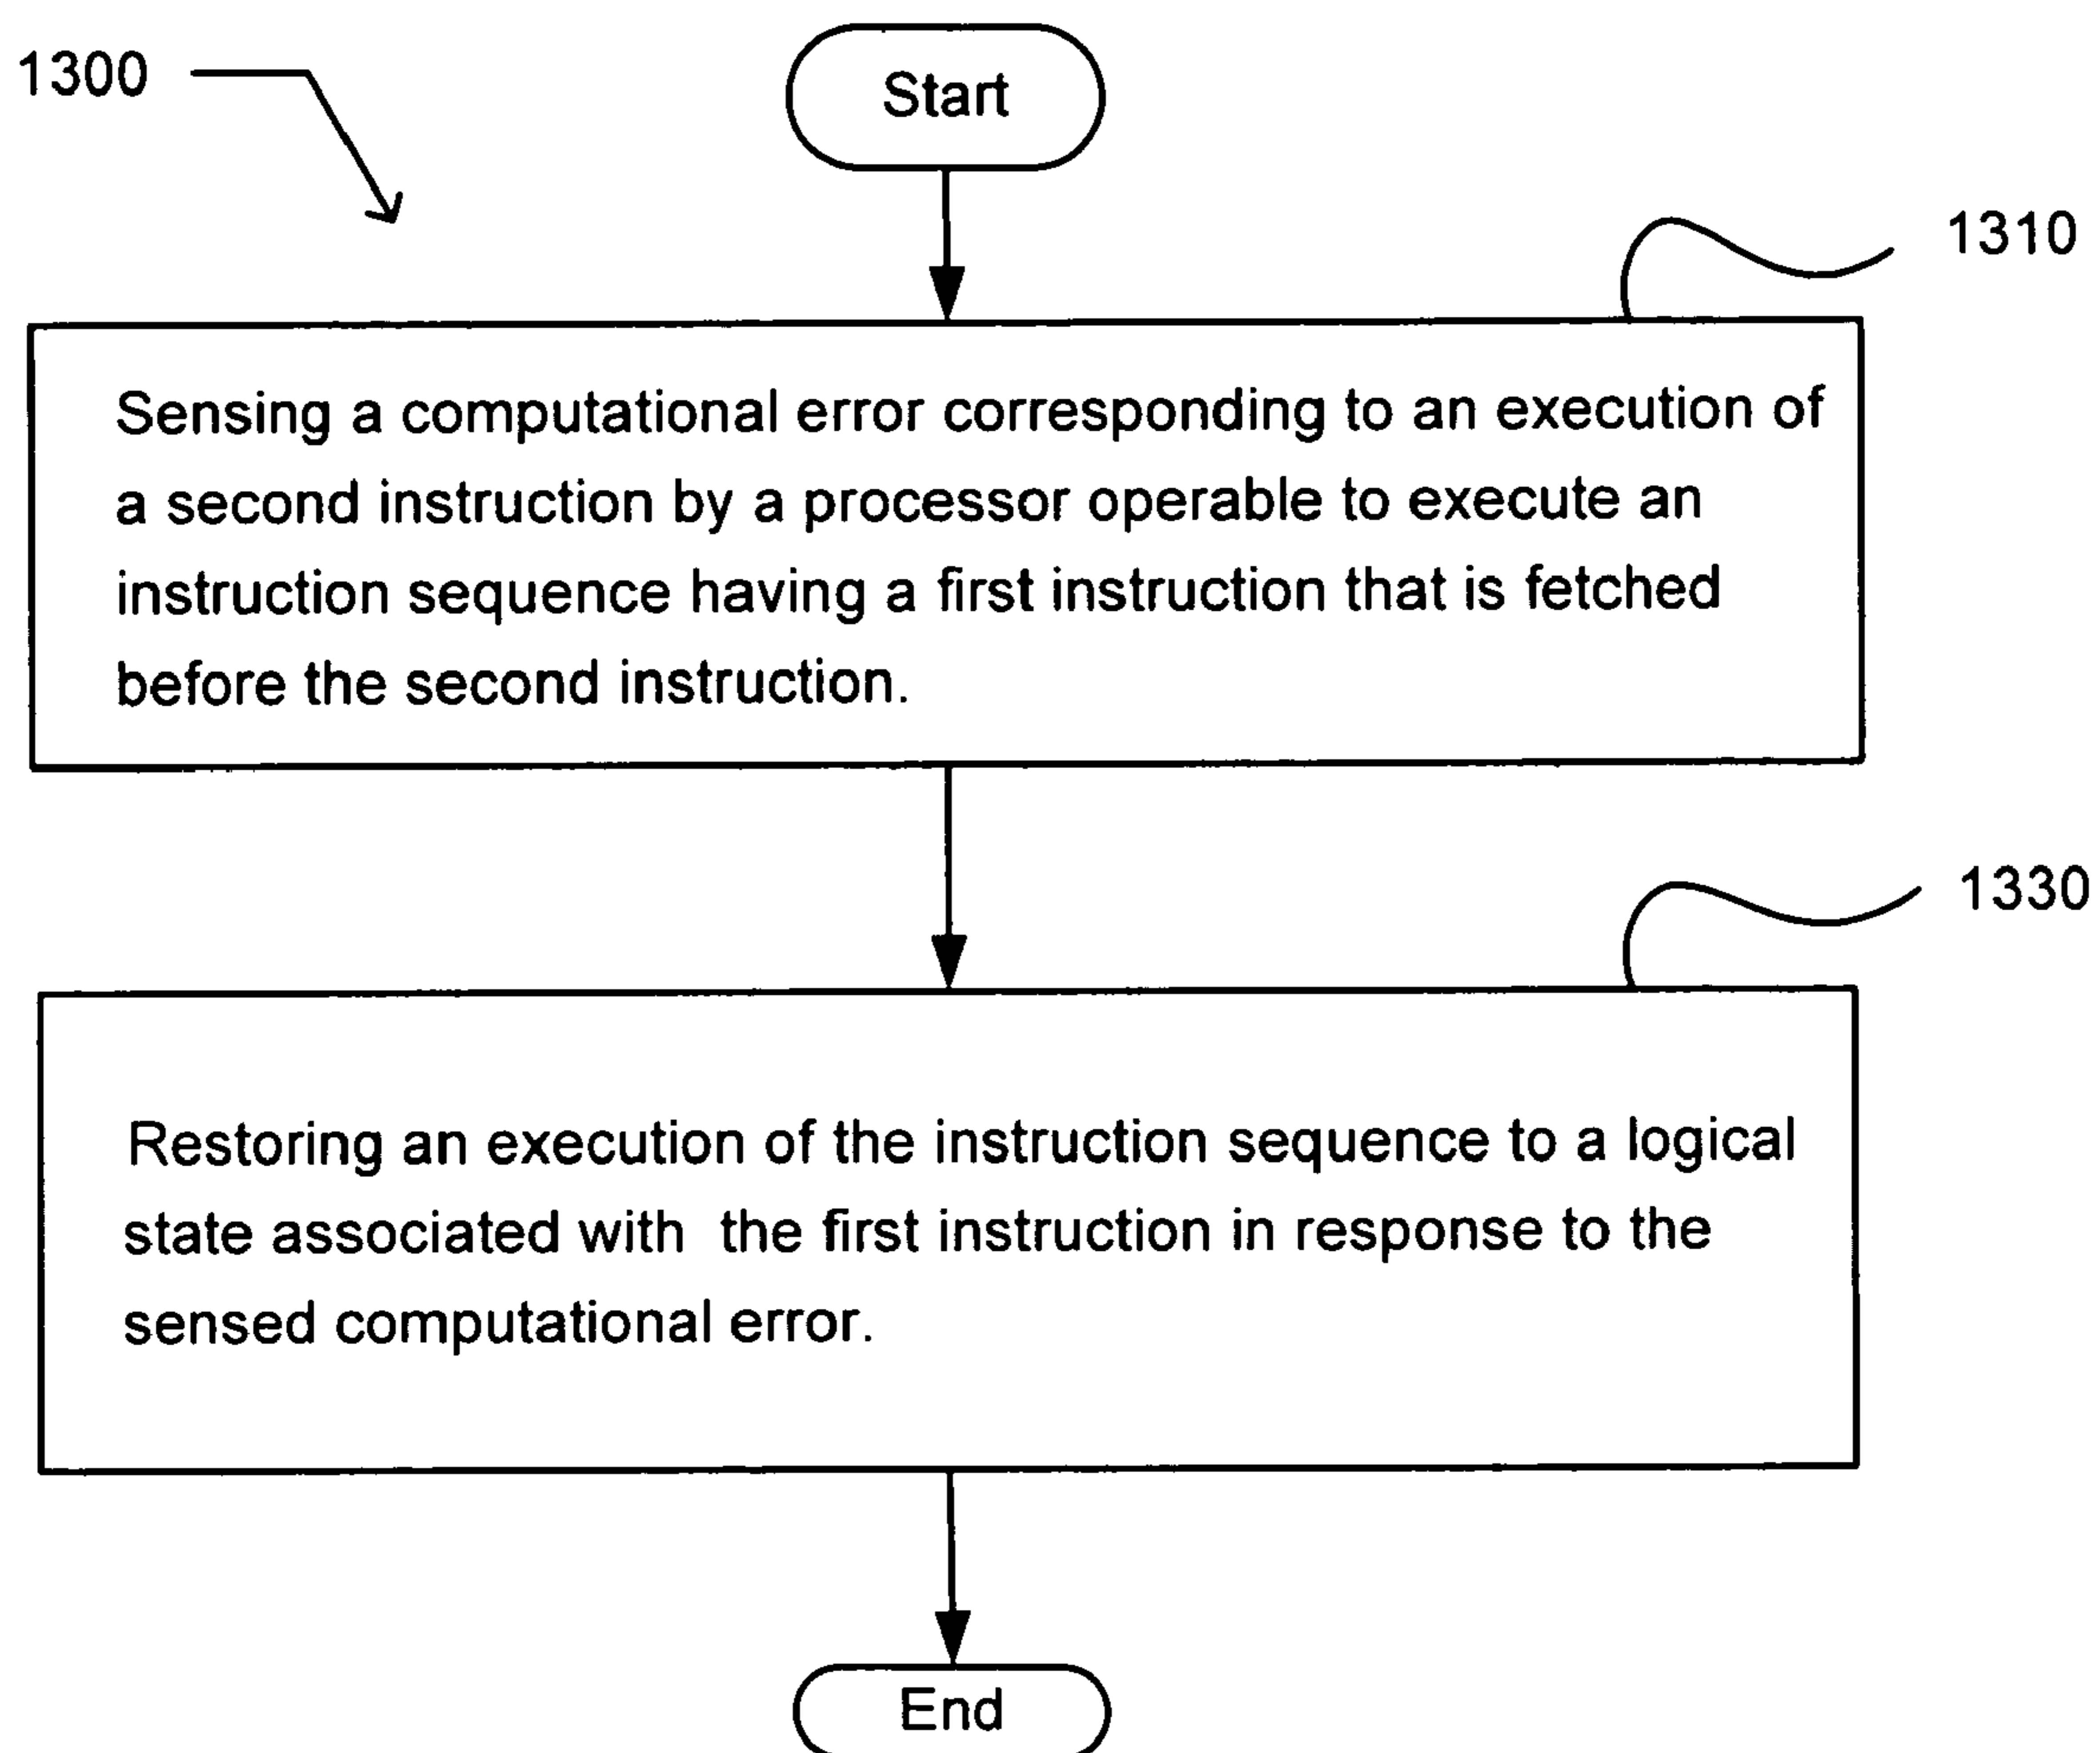 1300
Start
1310
Sensing a computational error corresponding to an execution of
a second instruction by a processor operable to execute an
instruction sequence having a first instruction that is fetched
before the second instruction.
1330
Restoring an execution of the instruction sequence to a logical
state associated with the first instruction in response to the
sensed computational error.
End